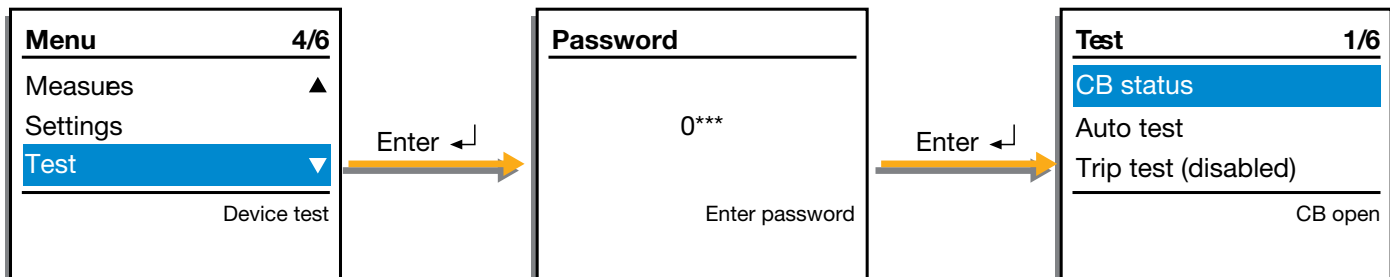 Menu 4/6
Measures ▲
Settings
Test ▼
Device test
Enter ↵
Password
0***
Enter password
Enter ↵
Test 1/6
CB status
Auto test
Trip test (disabled)
CB open